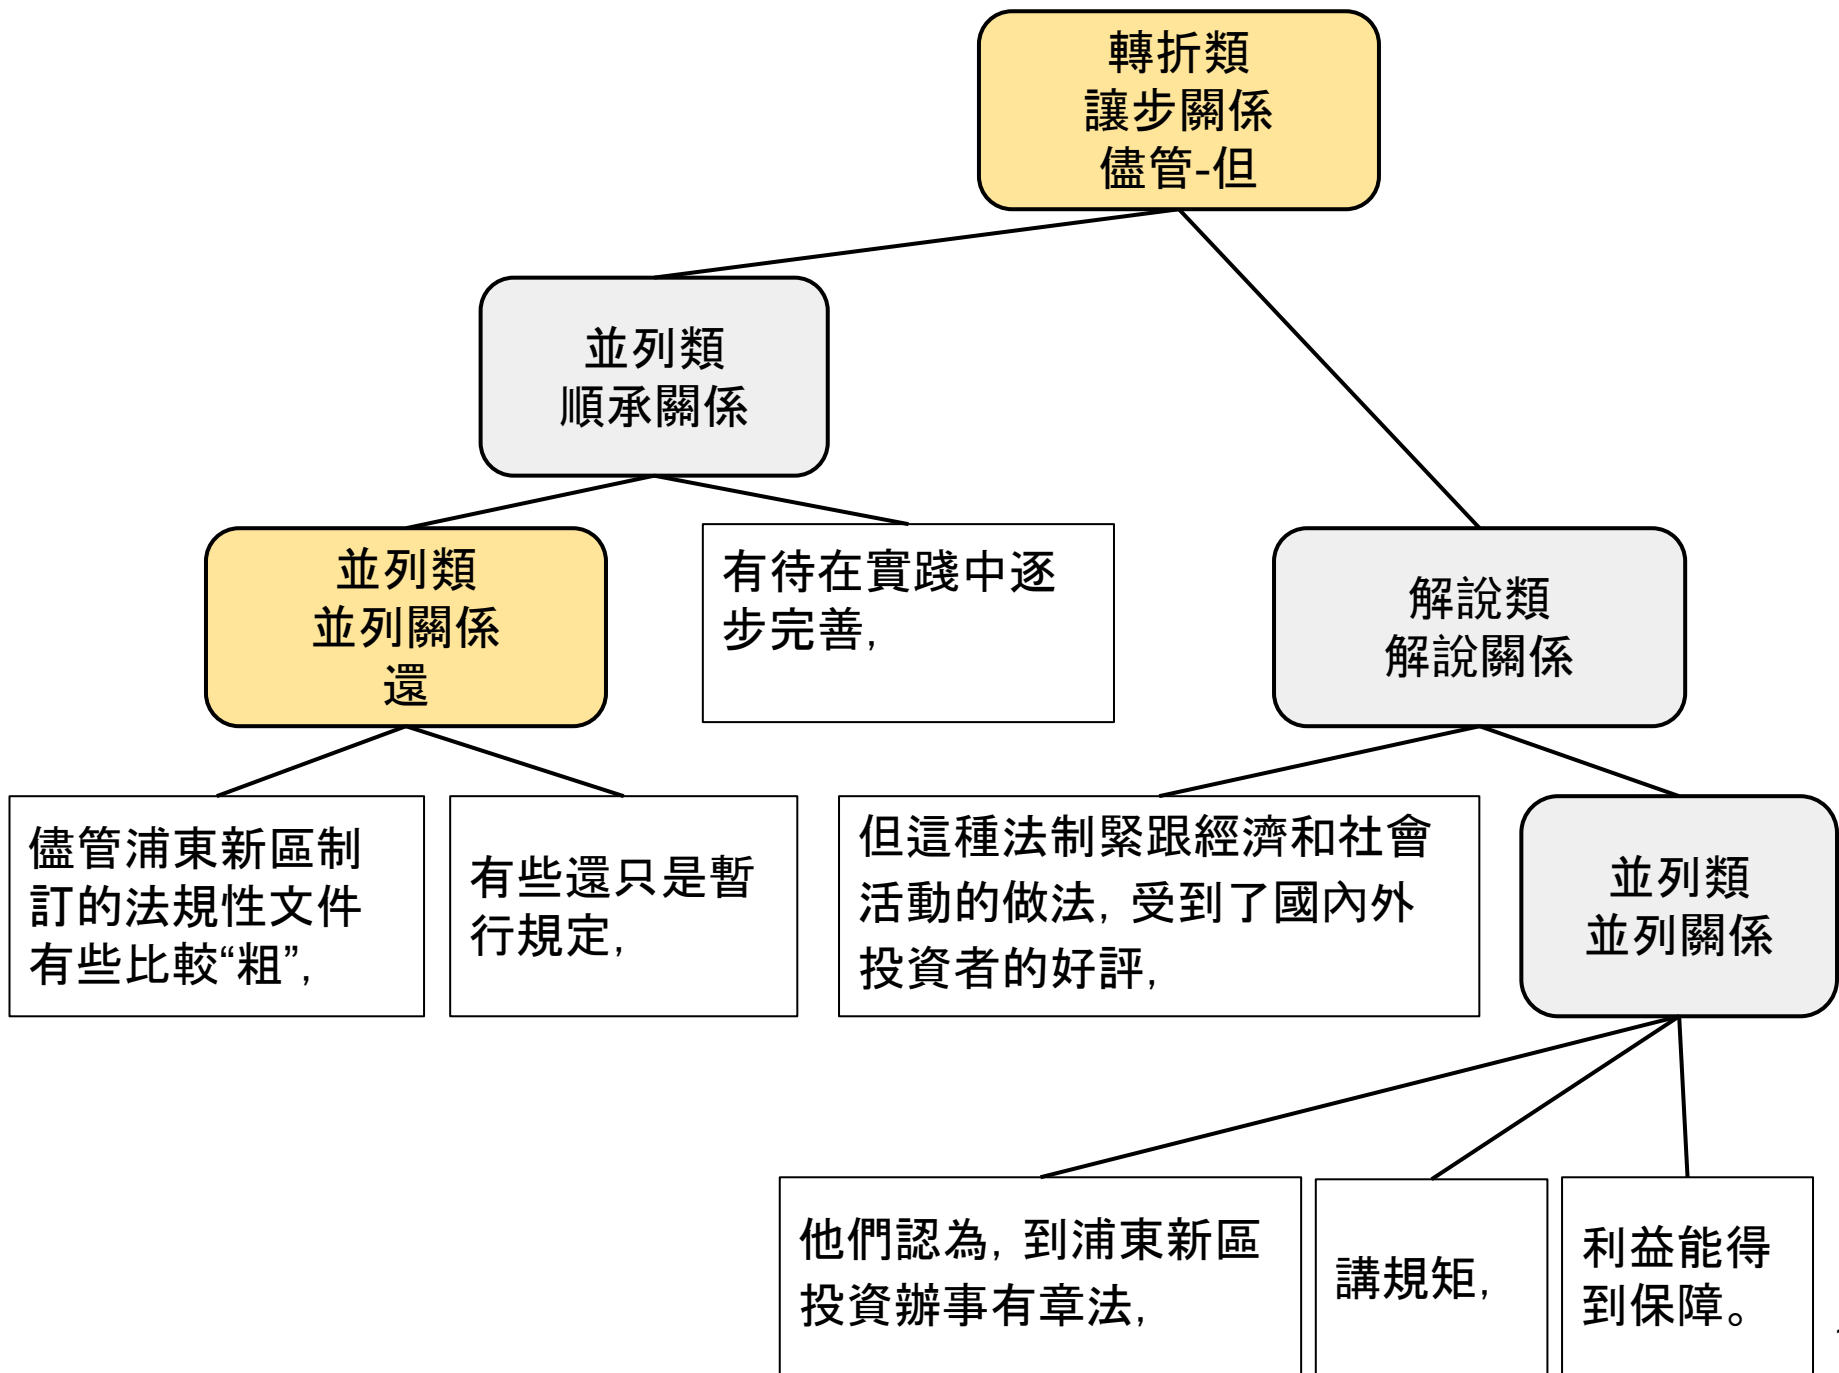 轉折類
讓步關係
儘管-但
並列類
順承關係
並列類
並列關係
還
有待在實踐中逐
步完善,
解說類
解說關係
儘管浦東新區制
訂的法規性文件
有些比較“粗”,
有些還只是暫
行規定,
但這種法制緊跟經濟和社會
活動的做法, 受到了國內外
投資者的好評,
並列類
並列關係
他們認為, 到浦東新區
投資辦事有章法,
講規矩,
利益能得
到保障。